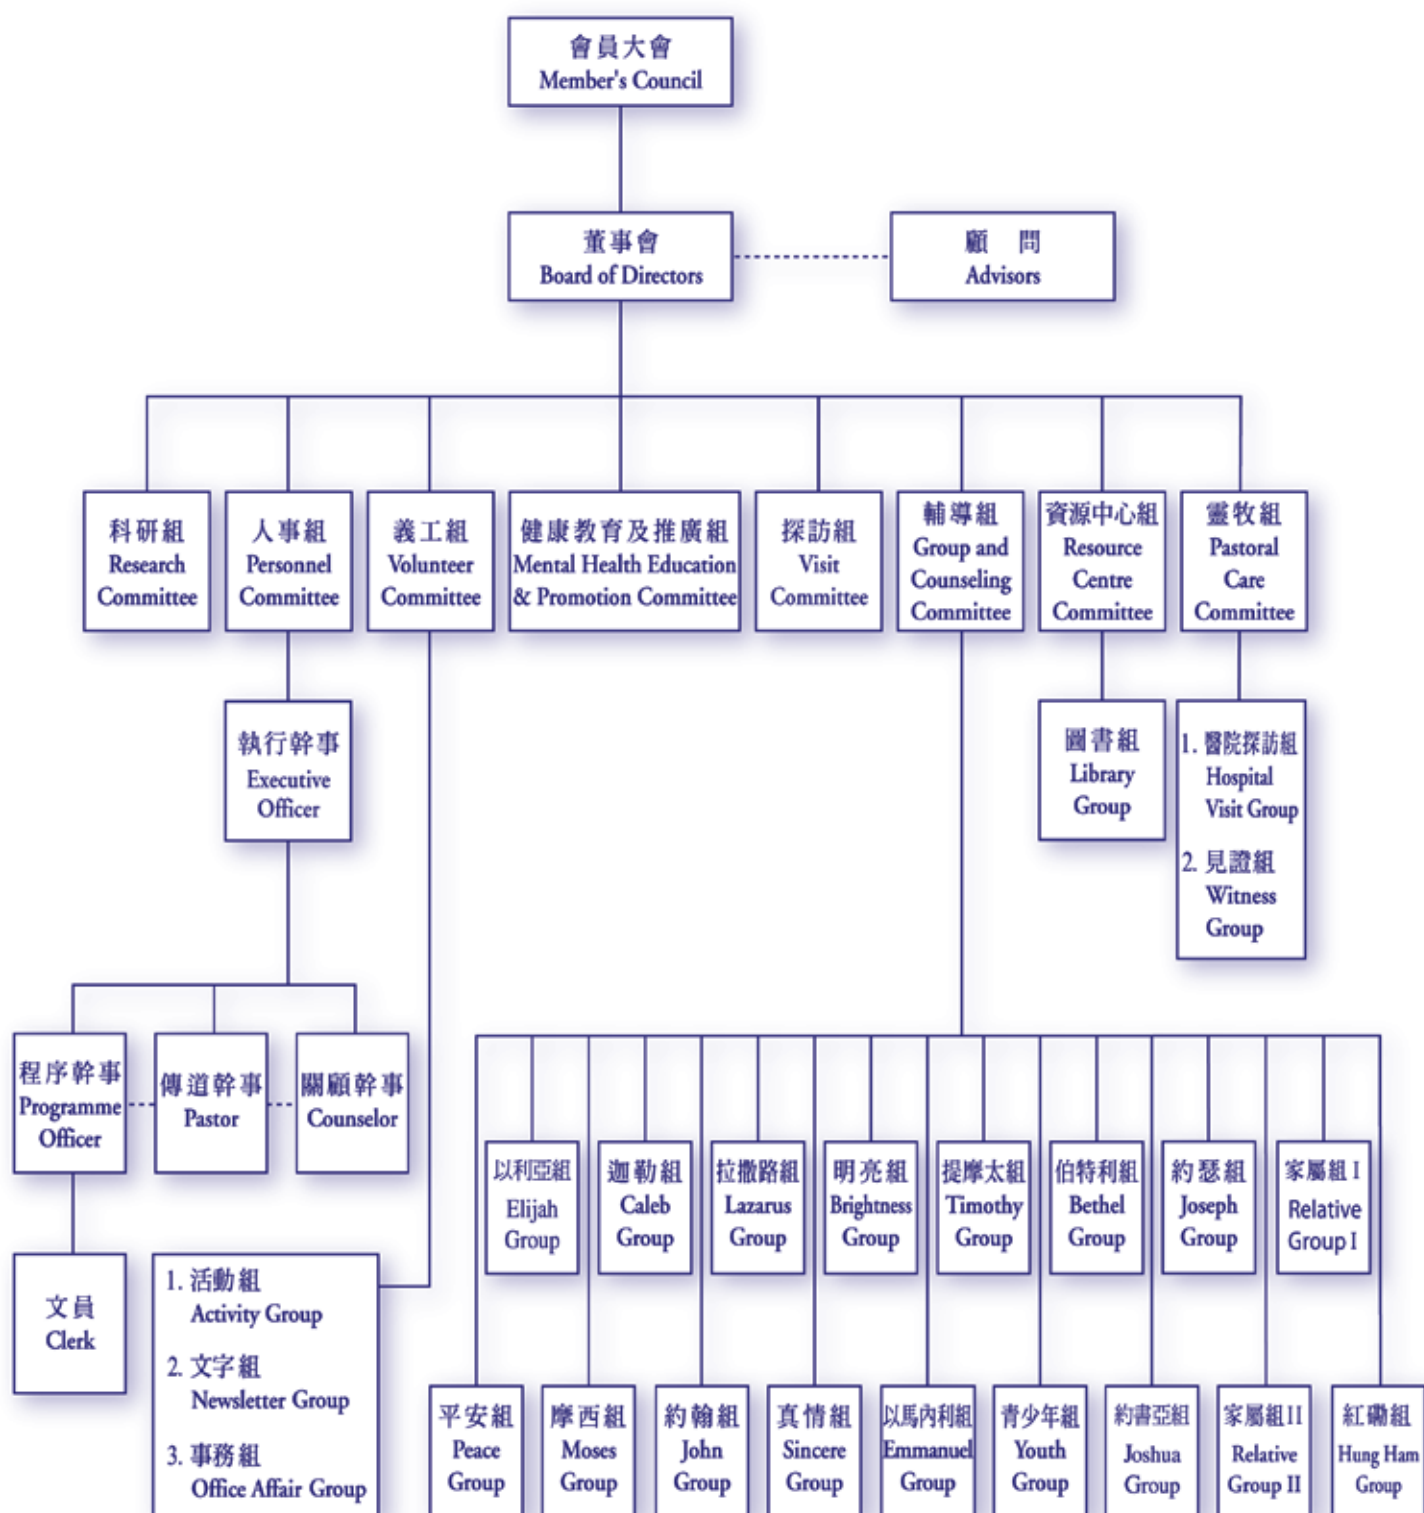 會員大會
Member's Council
董事會
Board of Directors
顧 問
Advisors
科研組
Research
Committee
人事組
Personnel
Committee
義工組
Volunteer
Committee
健康教育及推廣組
Mental Health Education
& Promotion Committee
探訪組
Visit
Committee
輔導組
Group and
Counseling
Committee
資源中心組
Resource
Centre
Committee
靈牧組
Pastoral
Care
Committee
執行幹事
Executive
Officer
圖書組
Library
Group
1. 醫院探訪組
Hospital
Visit Group
2. 見證組
Witness
Group
程序幹事
Programme
Officer
傳道幹事
Pastor
關顧幹事
Counselor
以利亞組
Elijah
Group
迦勒組
Caleb
Group
拉撒路組
Lazarus
Group
明亮組
Brightness
Group
提摩太組
Timothy
Group
伯特利組
Bethel
Group
約瑟組
Joseph
Group
家屬組 I
Relative
Group I
文員
Clerk
1. 活動組
Activity Group
2. 文字組
Newsletter Group
3. 事務組
Office Affair Group
平安組
Peace
Group
摩西組
Moses
Group
約翰組
John
Group
真情組
Sincere
Group
以馬內利組
Emmanuel
Group
青少年組
Youth
Group
約書亞組
Joshua
Group
家屬組II
Relative
Group II
紅磡組
Hung Ham
Group